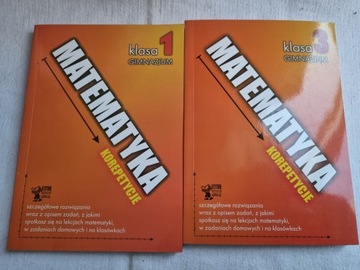 klasa 1
GIMNAZJUM
MATEMATYKA
KOREPETYCJE
szczegółowe rozwiązania
wraz z opisem zadań, z jakimi
spotkasz się na lekcjach matematyki,
w zadaniach domowych i na klasówkach
klasa 3
GIMNAZJUM
MATEMATYKA
KOREPETYCJE
szczegółowe rozwiązania
wraz z opisem zadań, z jakimi
spotkasz się na lekcjach matematyki,
w zadaniach domowych i na klasówkach